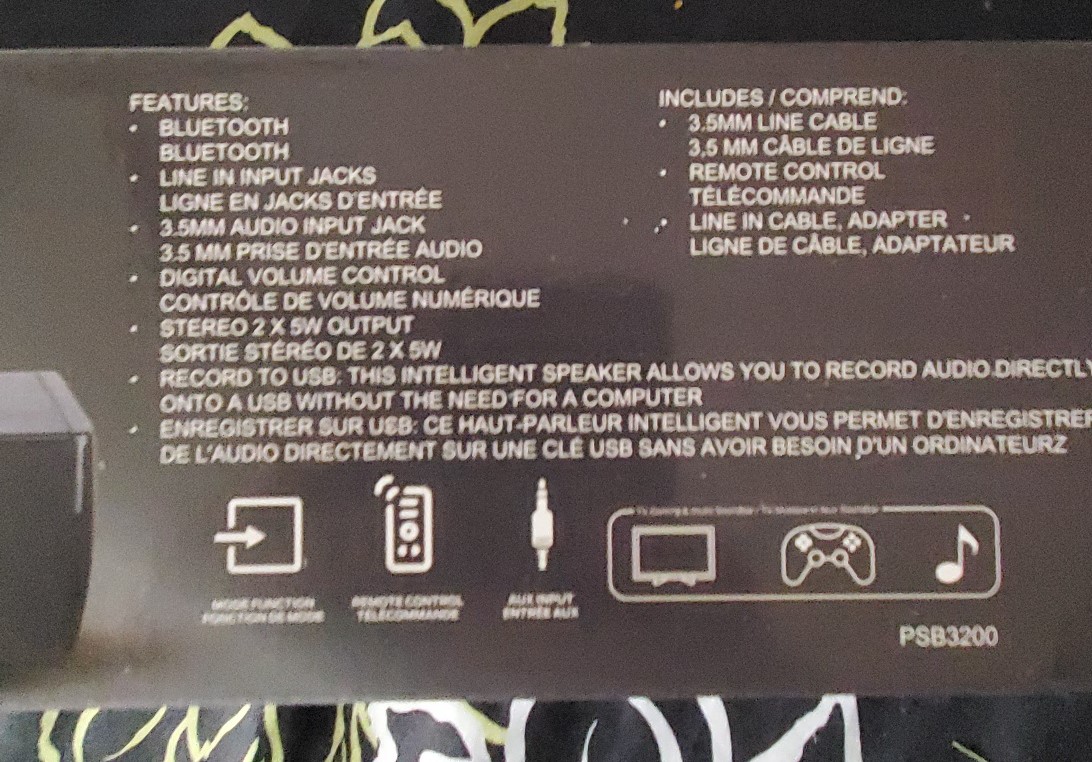 FEATURES:
• BLUETOOTH
BLUETOOTH
• LINE IN INPUT JACKS
LIGNE EN JACKS D'ENTRÉE
• 3.5MM AUDIO INPUT JACK
3.5 MM PRISE D'ENTRÉE AUDIO
• DIGITAL VOLUME CONTROL
CONTRÔLE DE VOLUME NUMÉRIQUE
• STEREO 2 X 5W OUTPUT
SORTIE STÉRÉO DE 2 X 5W
• RECORD TO USB: THIS INTELLIGENT SPEAKER ALLOWS YOU TO RECORD AUDIO DIRECTLY
ONTO A USB WITHOUT THE NEED FOR A COMPUTER
• ENREGISTRER SUR USB: CE HAUT-PARLEUR INTELLIGENT VOUS PERMET D'ENREGISTRE
DE L'AUDIO DIRECTEMENT SUR UNE CLÉ USB SANS AVOIR BESOIN D'UN ORDINATEURZ
INCLUDES / COMPREND:
• 3.5MM LINE CABLE
3,5 MM CÂBLE DE LIGNE
• REMOTE CONTROL
TÉLÉCOMMANDE
• LINE IN CABLE, ADAPTER
LIGNE DE CÂBLE, ADAPTATEUR
MODE FUNCTION
FONCTION DE MODE
REMOTE CONTROL
TÉLÉCOMMANDE
AUX INPUT
ENTRÉE AUX
PSB3200